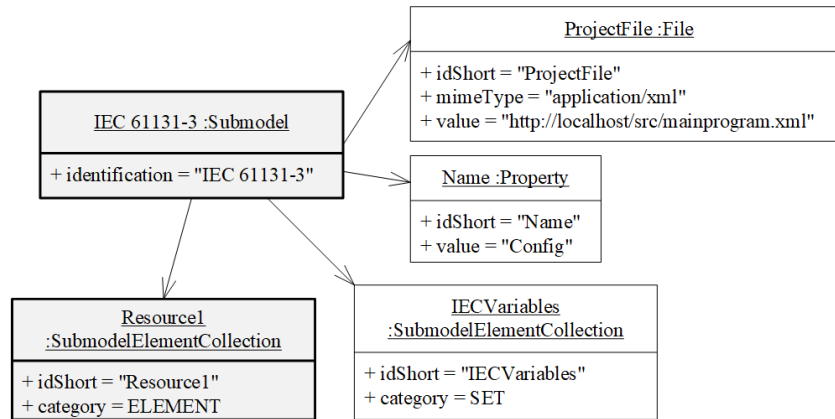 ProjectFile :File
+ idShort = "ProjectFile"
+ mimeType = "application/xml"
+ value = "http://localhost/src/mainprogram.xml"
IEC 61131-3 :Submodel
+ identification = "IEC 61131-3"
Name :Property
+ idShort = "Name"
+ value = "Config"
Resource1
:SubmodelElementCollection
+ idShort = "Resource1"
+ category = ELEMENT
IECVariables
:SubmodelElementCollection
+ idShort = "IECVariables"
+ category = SET